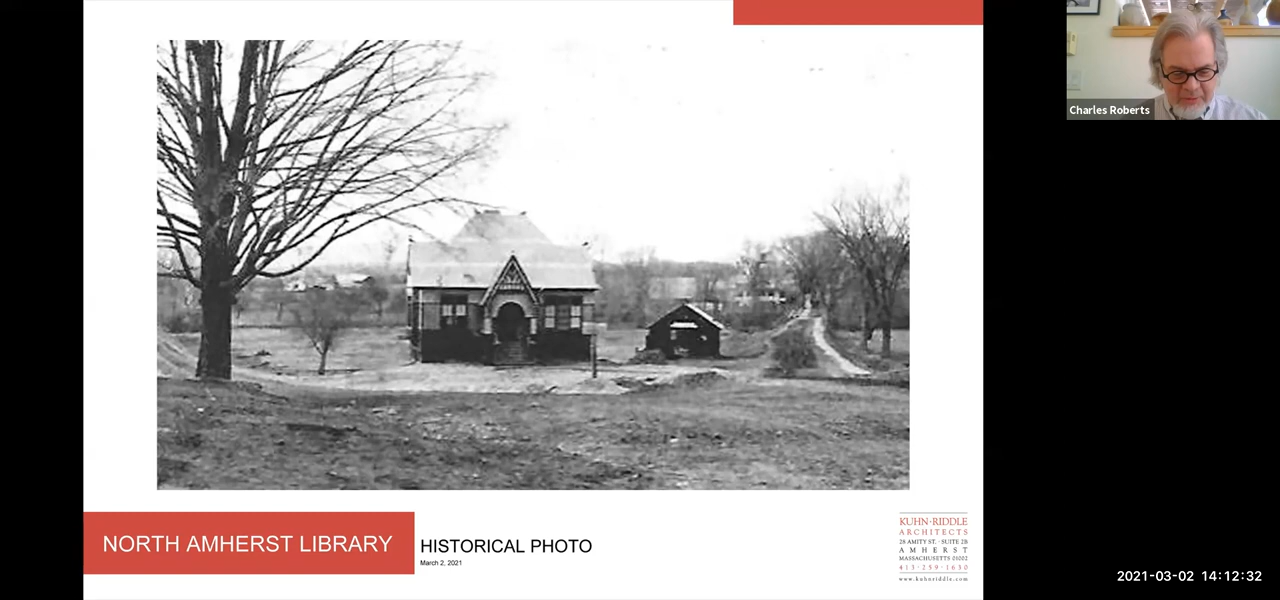 Charles Roberts
NORTH AMHERST LIBRARY
HISTORICAL PHOTO
March 2, 2021
KUHN·RIDDLE
ARCHITECTS
28 AMITY ST. · SUITE 2B
AMHERST
MASSACHUSETTS 01002
413·259·1630
www.kuhnriddle.com
2021-03-02 14:12:32